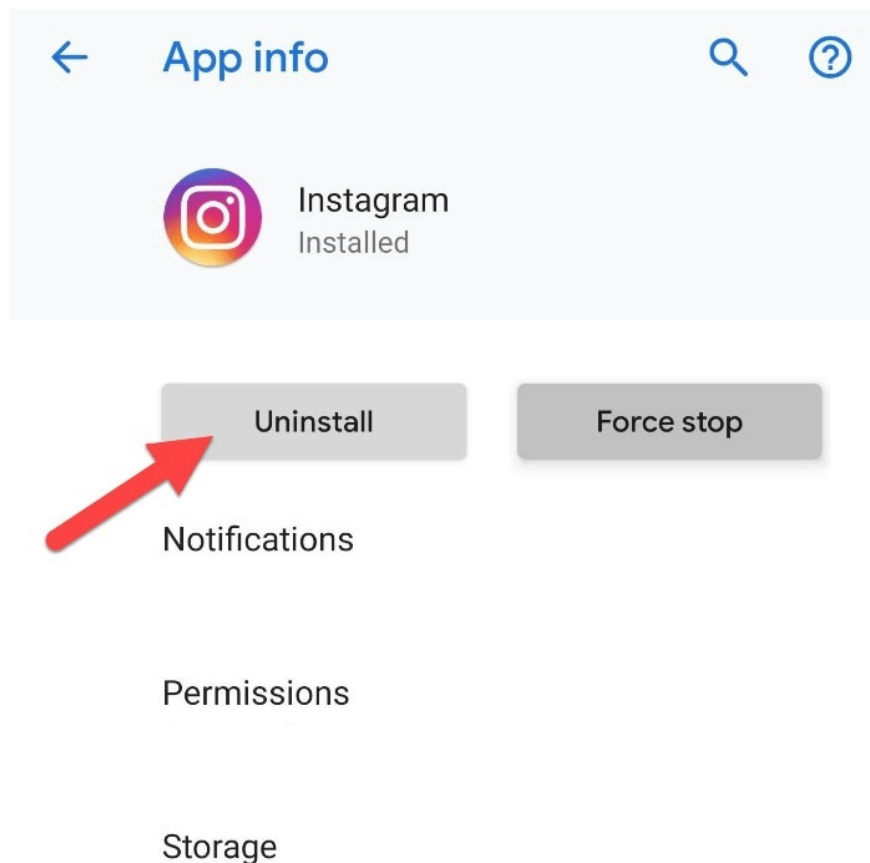 App info
Instagram
Installed
Uninstall
Force stop
Notifications
Permissions
Storage